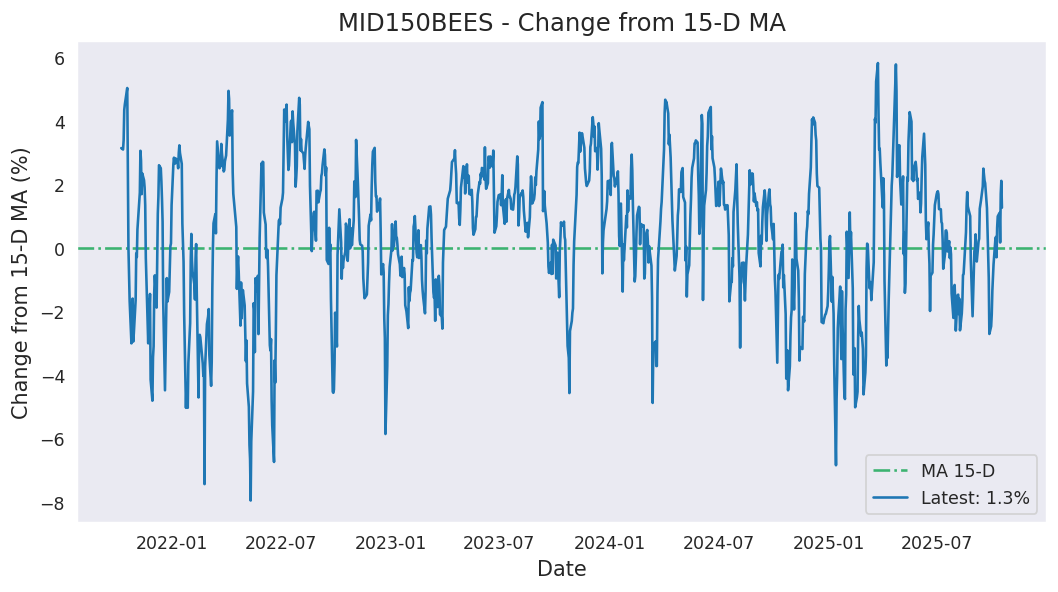 MID150BEES - Change from 15-D MA
Change from 15-D MA (%)
6
4
2
0
−2
−4
−6
−8
MA 15-D
Latest: 1.3%
2022-01 2022-07 2023-01 2023-07 2024-01 2024-07 2025-01 2025-07
Date